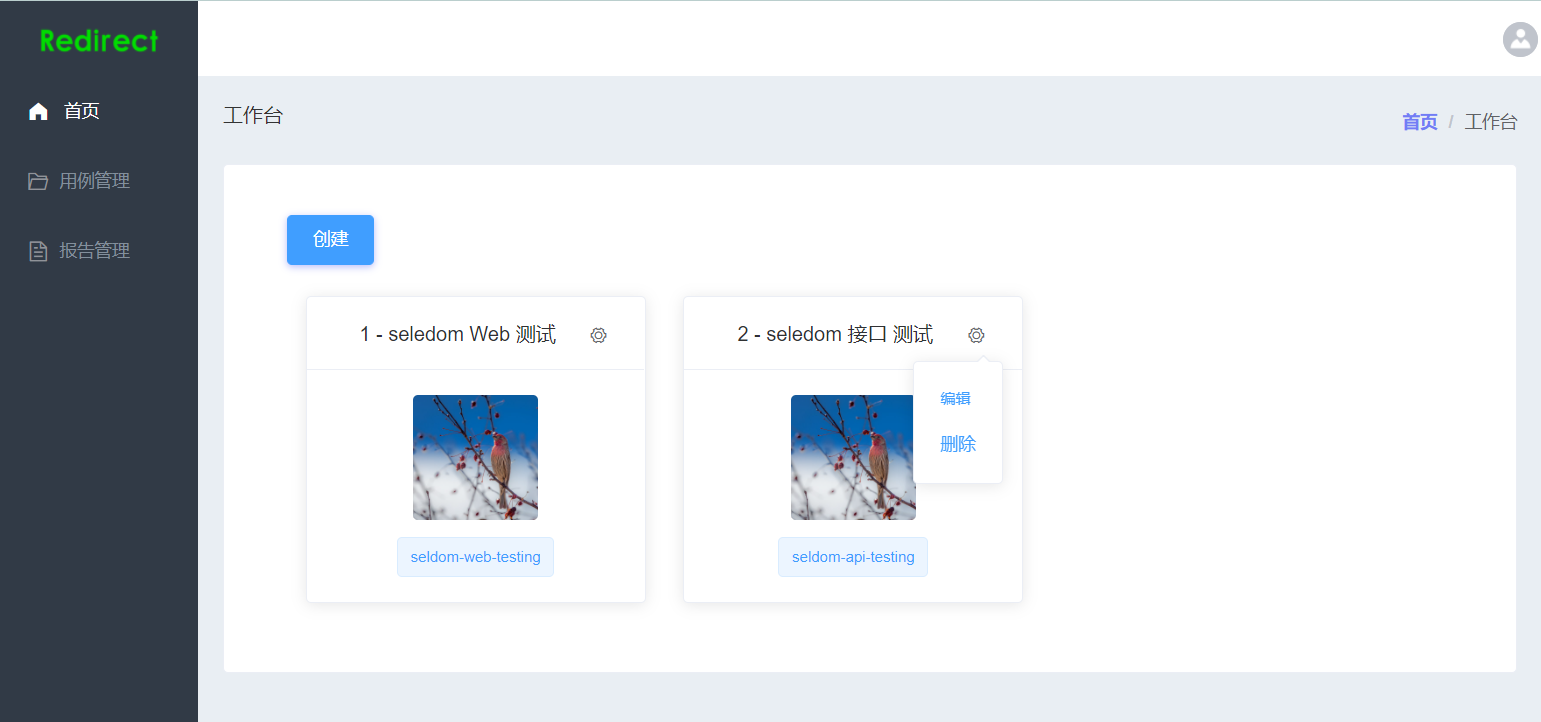 Redirect
首页
用例管理
报告管理
工作台
首页 / 工作台
创建
1 - seledom Web 测试
seldom-web-testing
2 - seledom 接口 测试
编辑
删除
seldom-api-testing